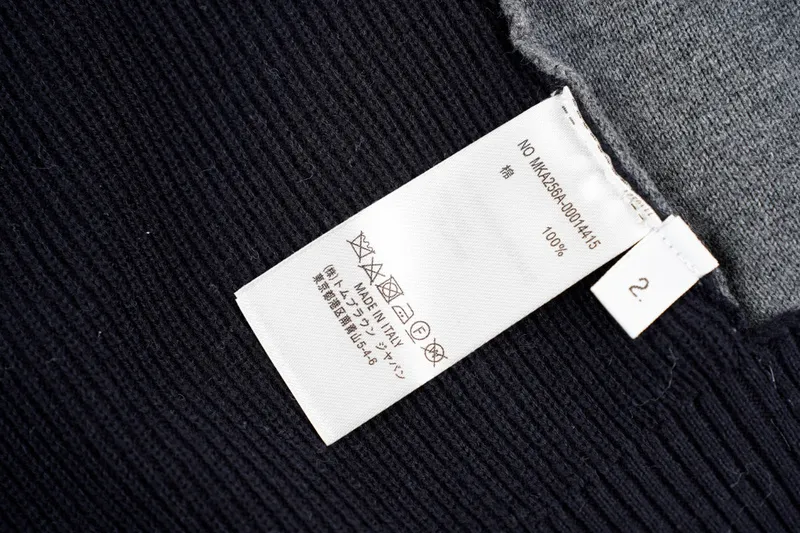 NO MKA256A-00014415
棉 100%
MADE IN ITALY
(株)トムブラウン ジャパン
東京都港区南青山5-4-6
2.